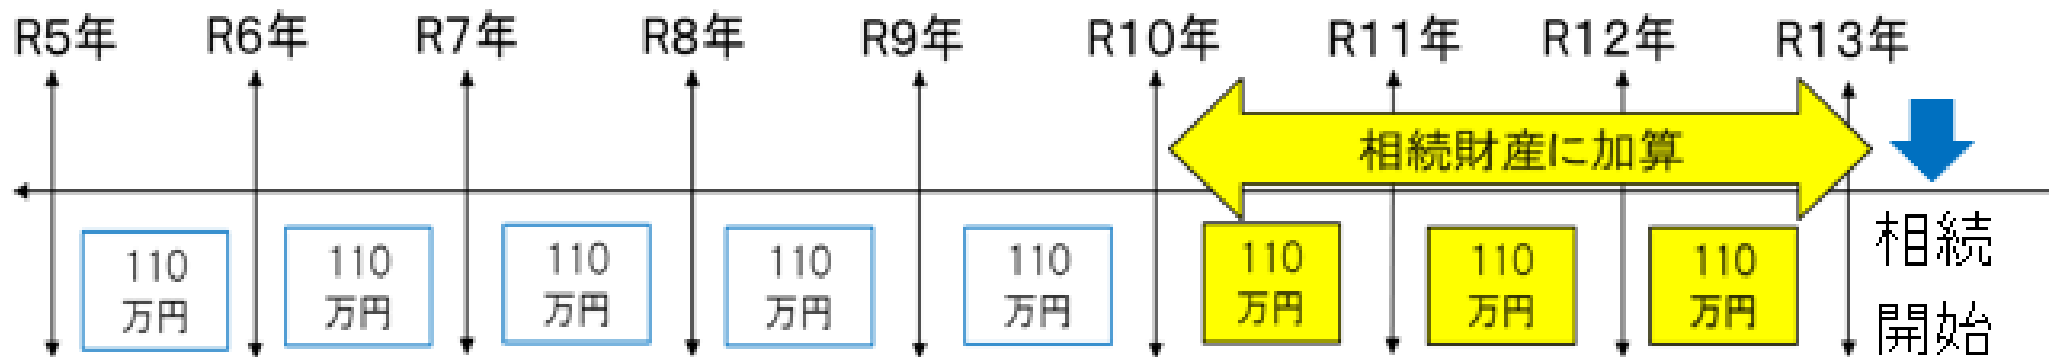 R5年 R6年 R7年 R8年 R9年 R10年 R11年 R12年 R13年
相続財産に加算
110 110 110 110 110 110 110 110
万円 万円 万円 万円 万円 万円 万円 万円
相続
開始